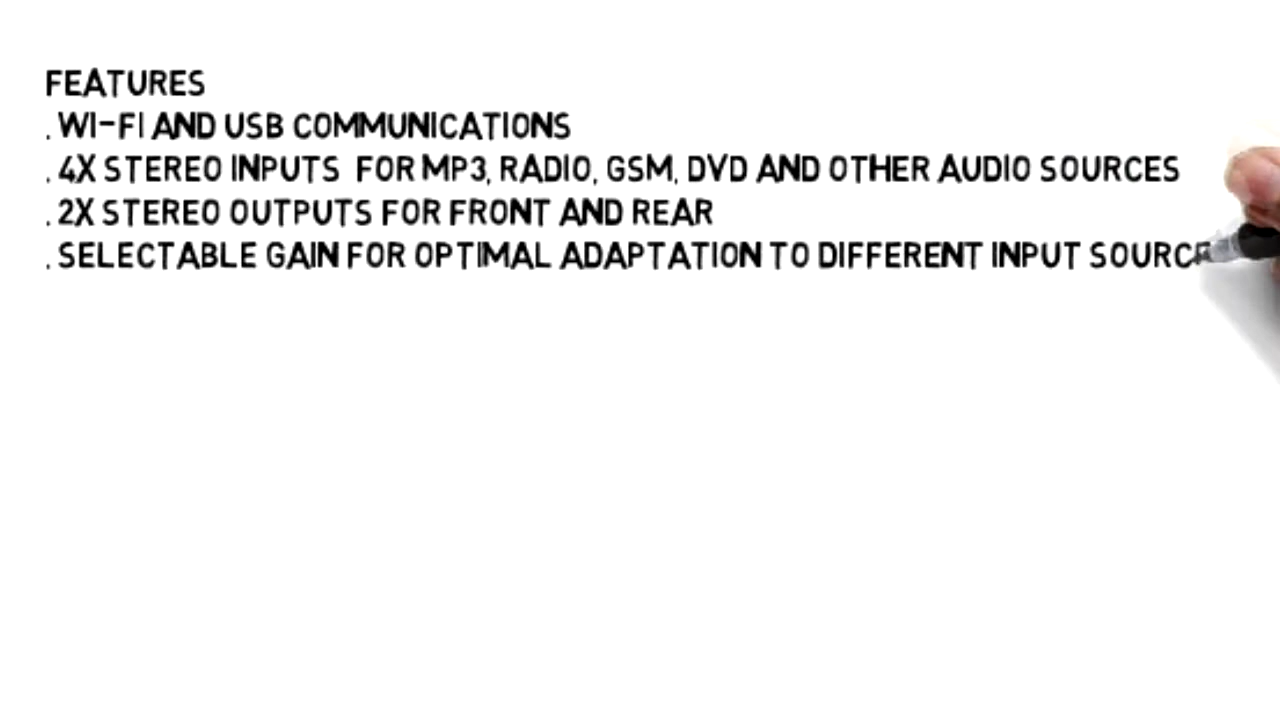 FEATURES
. WI-FI AND USB COMMUNICATIONS
. 4X STEREO INPUTS FOR MP3, RADIO, GSM, DVD AND OTHER AUDIO SOURCES
. 2X STEREO OUTPUTS FOR FRONT AND REAR
. SELECTABLE GAIN FOR OPTIMAL ADAPTATION TO DIFFERENT INPUT